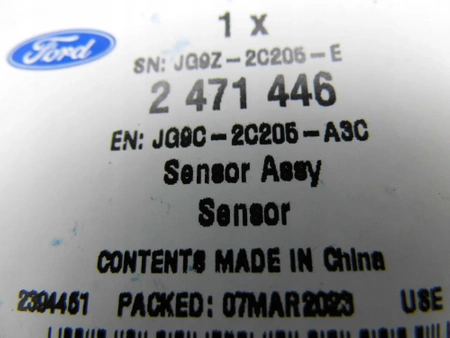 1 x
Ford
SN: JG9Z-2C205-E
2 471 446
EN: JG9C-2C205-A3C
Sensor Assy
Sensor
CONTENTS MADE IN China
2394451 PACKED: 07MAR2023 USE